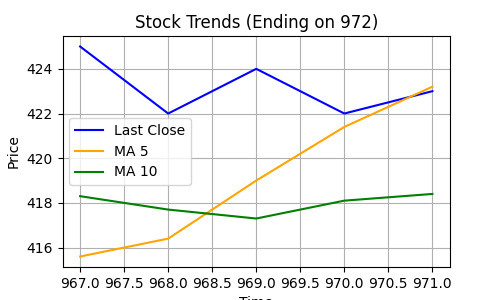 Stock Trends (Ending on 972)
Price
424
422
420
418
416
Last Close
MA 5
MA 10
967.0 967.5 968.0 968.5 969.0 969.5 970.0 970.5 971.0
Time